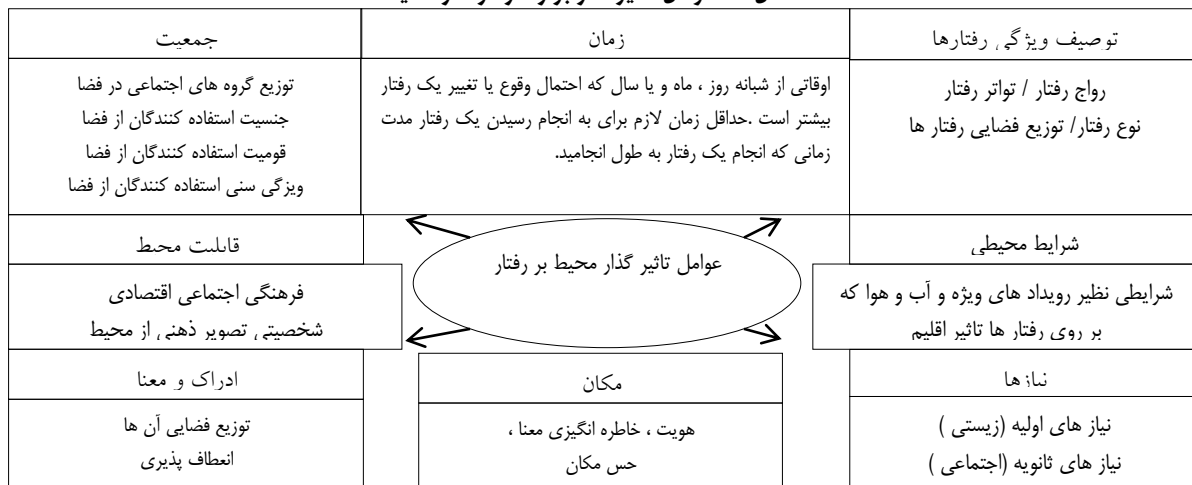 توصیف ویژگی رفتارها
رواج رفتار / تواتر رفتار
نوع رفتار/ توزیع فضایی رفتار ها
زمان
اوقاتی از شبانه روز ، ماه و یا سال که احتمال وقوع یا تغییر یک رفتار
بیشتر است .حداقل زمان لازم برای به انجام رسیدن یک رفتار مدت
زمانی که انجام یک رفتار به طول انجامید.
جمعیت
توزیع گروه های اجتماعی در فضا
جنسیت استفاده کنندگان از فضا
قومیت استفاده کنندگان از فضا
ویزگی سنی استفاده کنندگان از فضا
شرایط محیطی
شرایطی نظیر رویداد های ویژه و آب و هوا که
بر روی رفتار ها تاثیر اقلیم
عوامل تاثیر گذار محیط بر رفتار
قابلیت محیط
فرهنگی اجتماعی اقتصادی
شخصیتی تصویر ذهنی از محیط
نیازها
نیاز های اولیه (زیستی )
نیاز های ثانویه (اجتماعی )
مکان
هویت ، خاطره انگیزی معنا ،
حس مکان
ادراک و معنا
توزیع فضایی آن ها
انعطاف پذیری